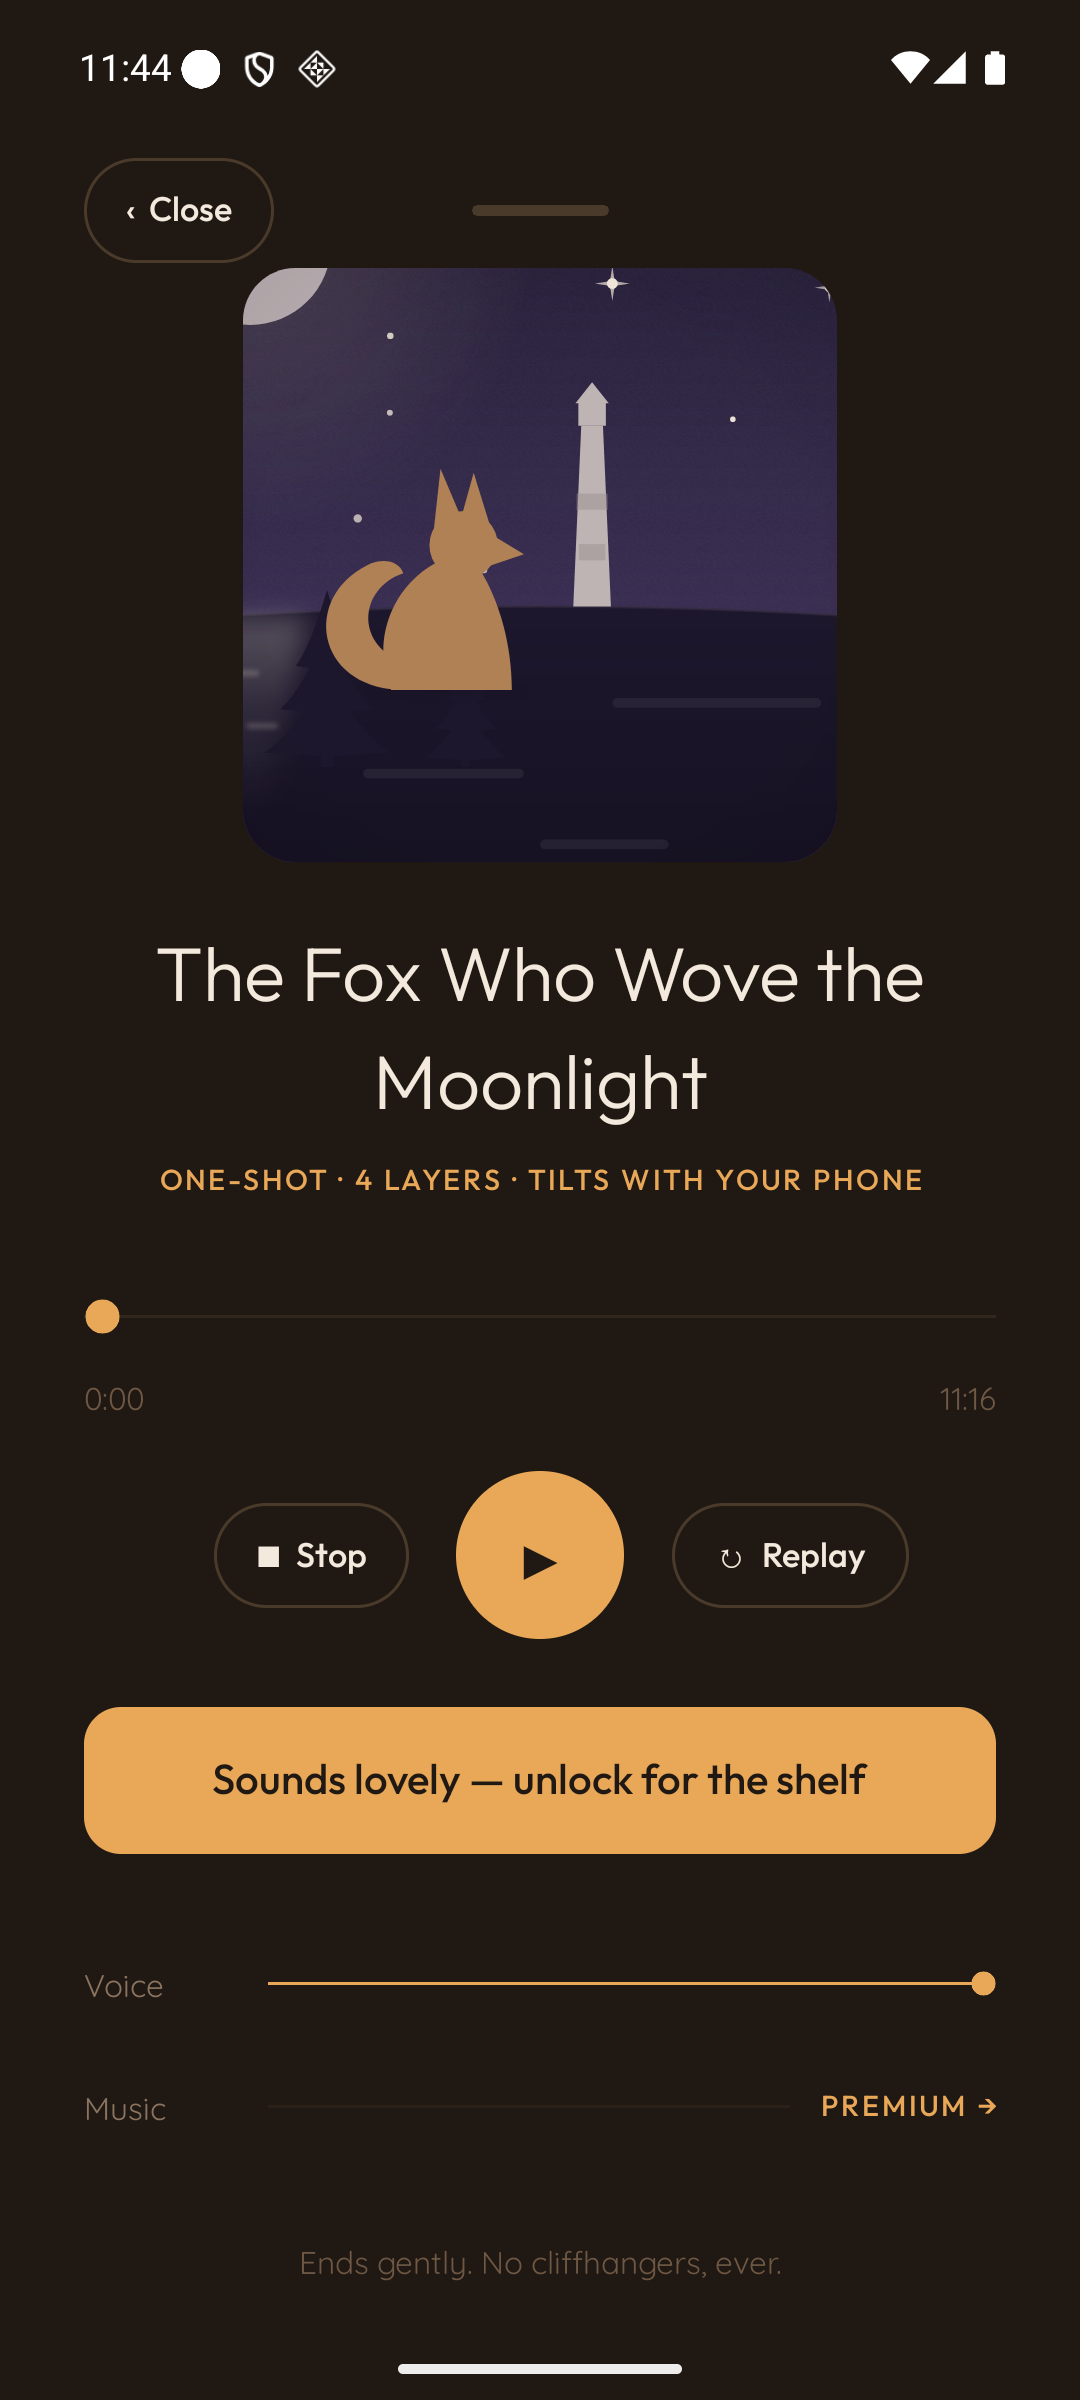 11:44
‹ Close
The Fox Who Wove the
Moonlight
ONE-SHOT · 4 LAYERS · TILTS WITH YOUR PHONE
0:00
11:16
■ Stop
▶
↻ Replay
Sounds lovely — unlock for the shelf
Voice
Music
PREMIUM →
Ends gently. No cliffhangers, ever.